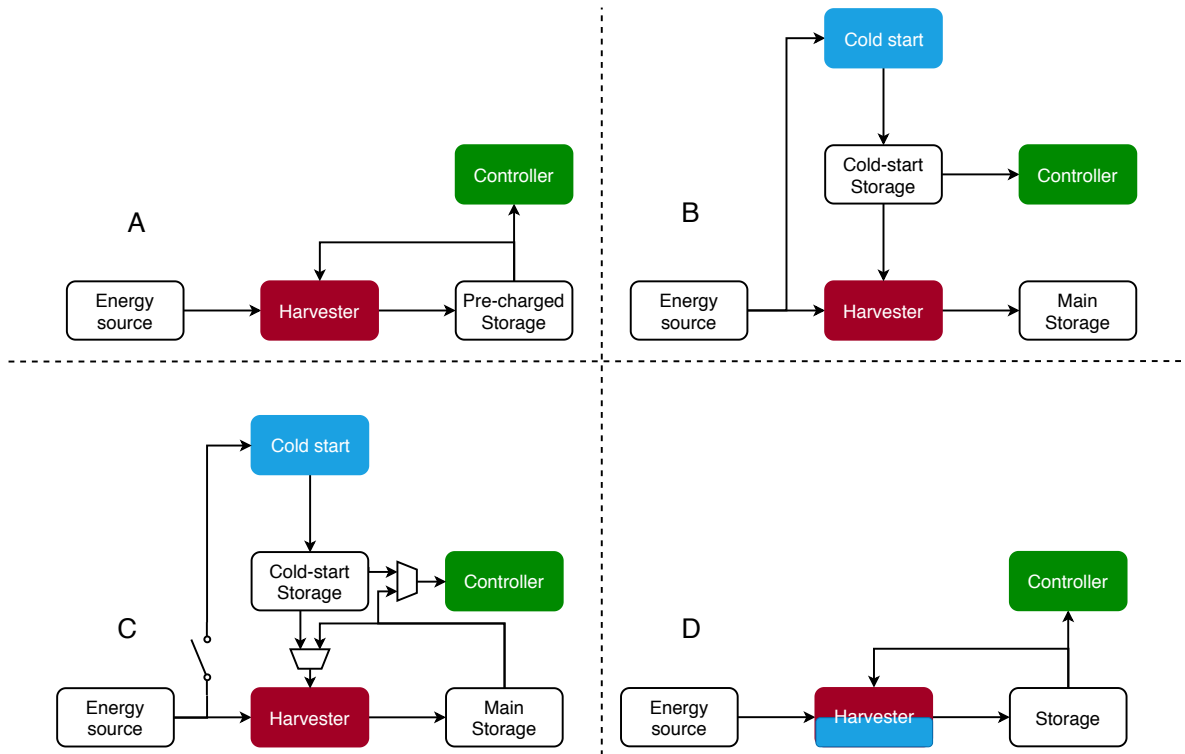 A
Controller
Energy
source
Harvester
Pre-charged
Storage
B
Cold start
Cold-start
Storage
Controller
Energy
source
Harvester
Main
Storage
C
Cold start
Cold-start
Storage
Controller
Energy
source
Harvester
Main
Storage
D
Controller
Energy
source
Harvester
Storage